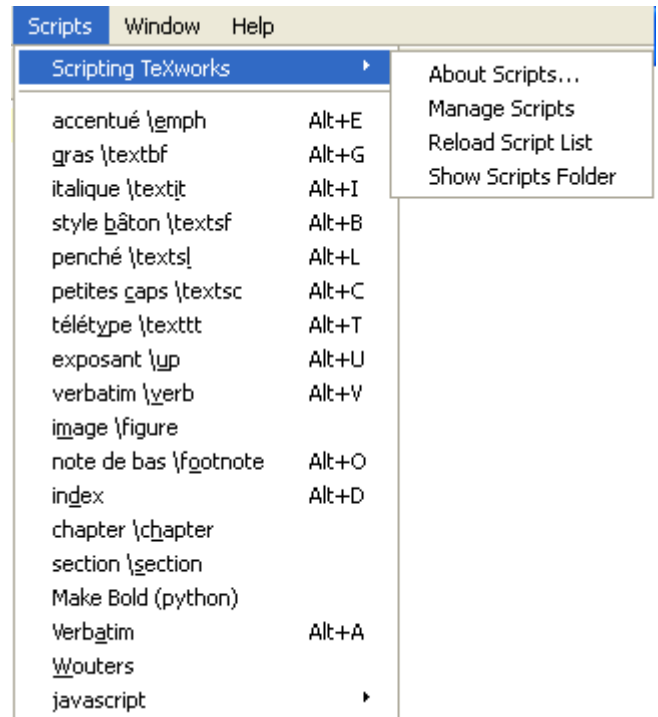 Scripts Window Help
Scripting TeXworks
About Scripts...
Manage Scripts
Reload Script List
Show Scripts Folder
accentué \emph Alt+E
gras \textbf Alt+G
italique \textit Alt+I
style bâton \textsf Alt+B
penché \textsl Alt+L
petites caps \textsc Alt+C
télétype \texttt Alt+T
exposant \up Alt+U
verbatim \verb Alt+V
image \figure
note de bas \footnote Alt+O
index Alt+D
chapter \chapter
section \section
Make Bold (python)
Verbatim Alt+A
Wouters
javascript